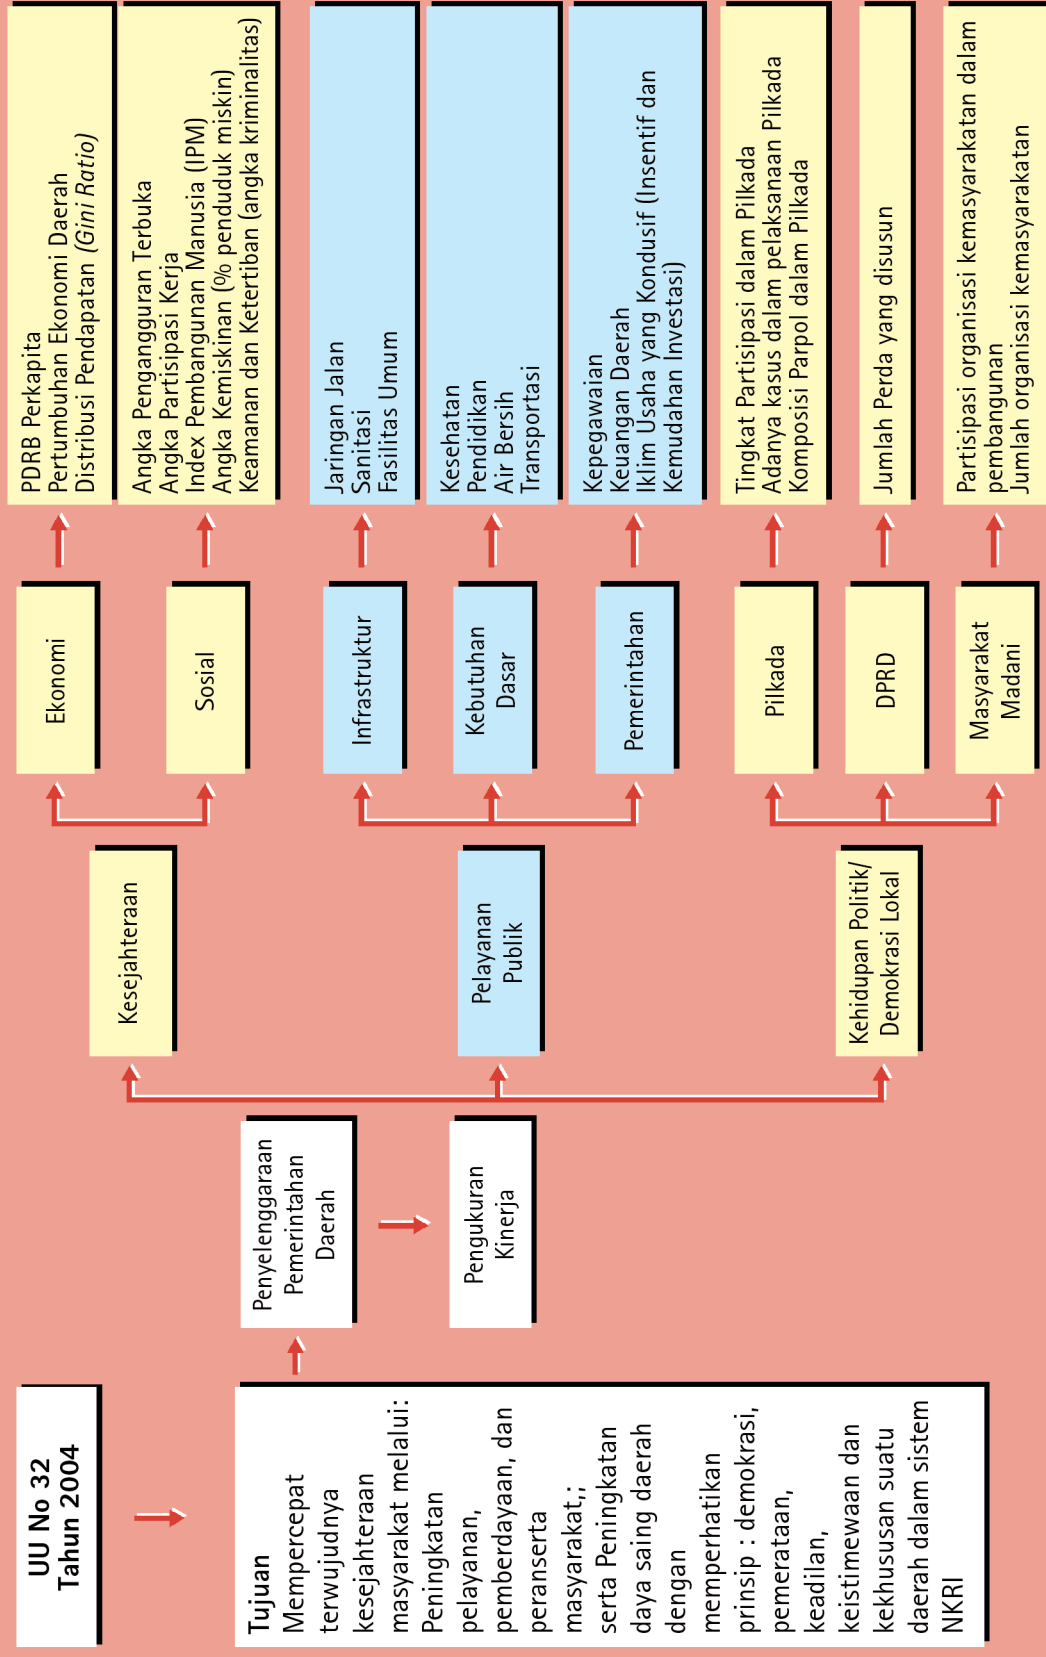 UU No 32
Tahun 2004
Tujuan
Mempercepat
terwujudnya
kesejahteraan
masyarakat melalui:
Peningkatan
pelayanan,
pemberdayaan, dan
peranserta
masyarakat,;
serta Peningkatan
daya saing daerah
dengan
memperhatikan
prinsip : demokrasi,
pemerataan,
keadilan,
keistimewaan dan
kekhususan suatu
daerah dalam sistem
NKRI
Penyelenggaraan
Pemerintahan
Daerah
Pengukuran
Kinerja
Kesejahteraan
Pelayanan
Publik
Kehidupan Politik/
Demokrasi Lokal
Ekonomi
Sosial
Infrastruktur
Kebutuhan
Dasar
Pemerintahan
Pilkada
DPRD
Masyarakat
Madani
PDRB Perkapita
Pertumbuhan Ekonomi Daerah
Distribusi Pendapatan (Gini Ratio)
Angka Pengangguran Terbuka
Angka Partisipasi Kerja
Index Pembangunan Manusia (IPM)
Angka Kemiskinan (% penduduk miskin)
Keamanan dan Ketertiban (angka kriminalitas)
Jaringan Jalan
Sanitasi
Fasilitas Umum
Kesehatan
Pendidikan
Air Bersih
Transportasi
Kepegawaian
Keuangan Daerah
Iklim Usaha yang Kondusif (Insentif dan
Kemudahan Investasi)
Tingkat Partisipasi dalam Pilkada
Adanya kasus dalam pelaksanaan Pilkada
Komposisi Parpol dalam Pilkada
Jumlah Perda yang disusun
Partisipasi organisasi kemasyarakatan dalam
pembangunan
Jumlah organisasi kemasyarakatan